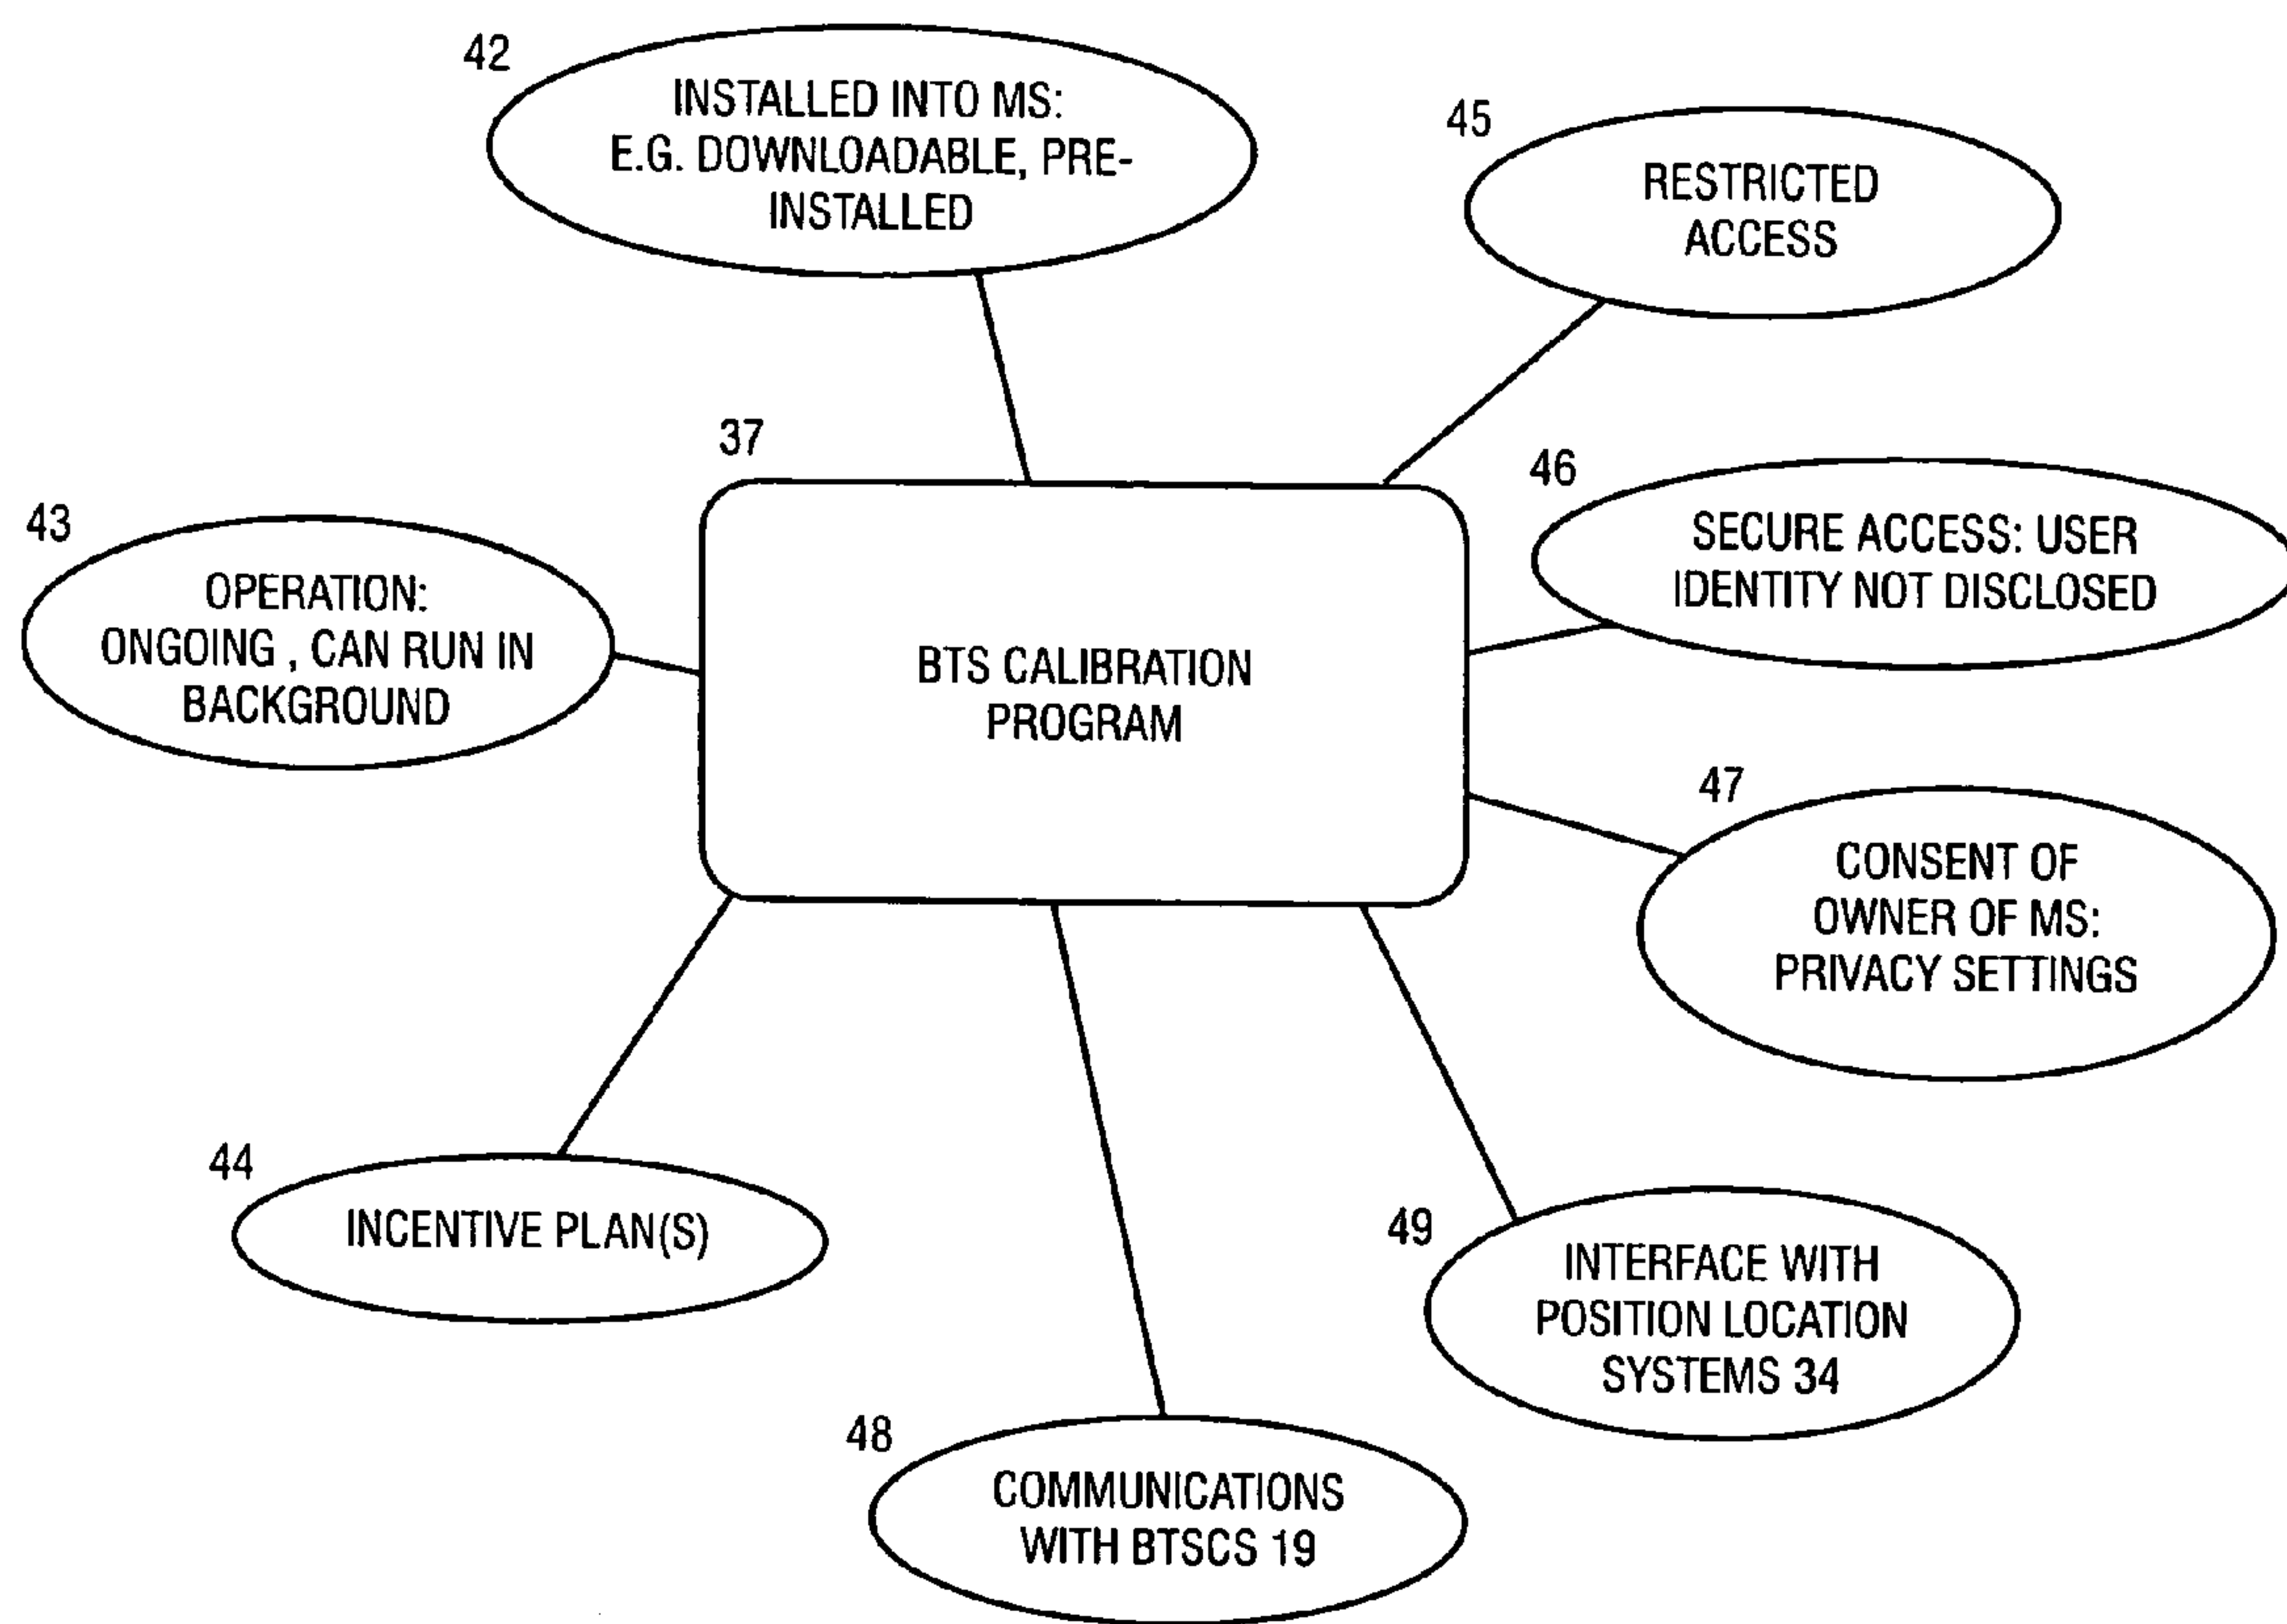 42
INSTALLED INTO MS:
E.G. DOWNLOADABLE, PRE-
INSTALLED
45
RESTRICTED
ACCESS
37
BTS CALIBRATION
PROGRAM
46
SECURE ACCESS: USER
IDENTITY NOT DISCLOSED
43
OPERATION:
ONGOING , CAN RUN IN
BACKGROUND
47
CONSENT OF
OWNER OF MS:
PRIVACY SETTINGS
44
INCENTIVE PLAN(S)
49
INTERFACE WITH
POSITION LOCATION
SYSTEMS 34
48
COMMUNICATIONS
WITH BTSCS 19